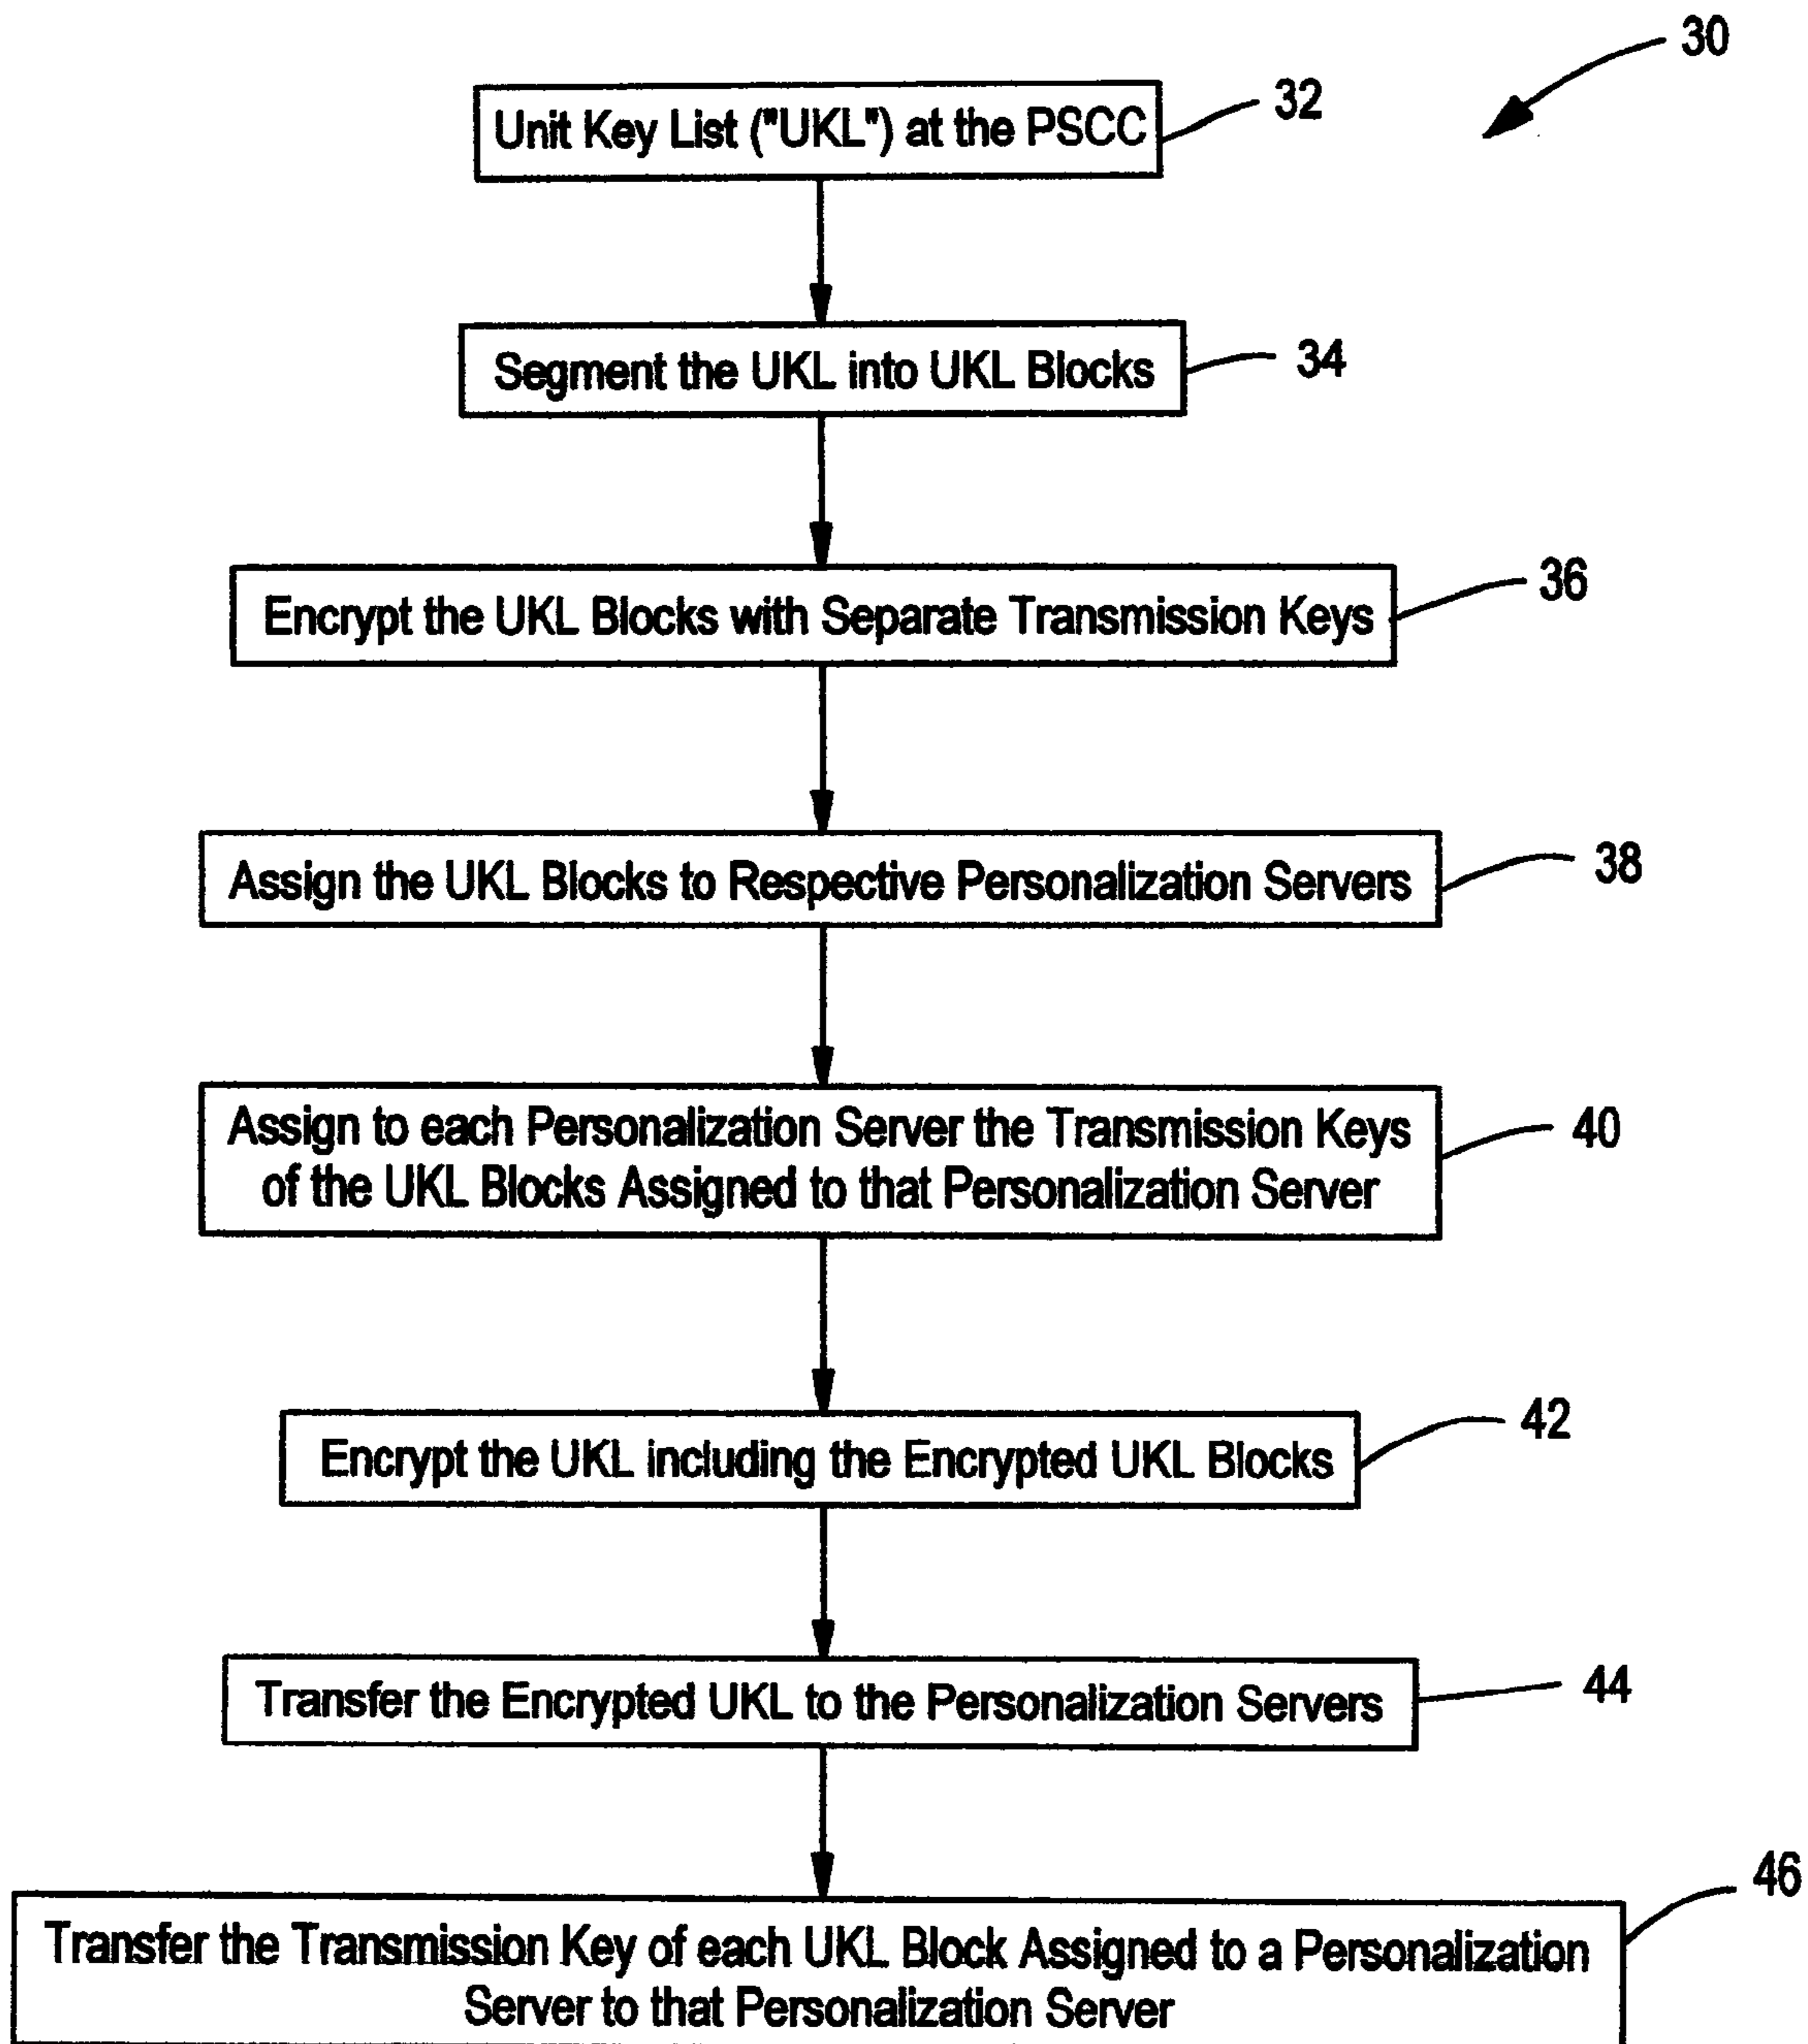 30
Unit Key List ("UKL") at the PSCC
32
Segment the UKL into UKL Blocks
34
Encrypt the UKL Blocks with Separate Transmission Keys
36
Assign the UKL Blocks to Respective Personalization Servers
38
Assign to each Personalization Server the Transmission Keys
of the UKL Blocks Assigned to that Personalization Server
40
Encrypt the UKL including the Encrypted UKL Blocks
42
Transfer the Encrypted UKL to the Personalization Servers
44
Transfer the Transmission Key of each UKL Block Assigned to a Personalization
Server to that Personalization Server
46